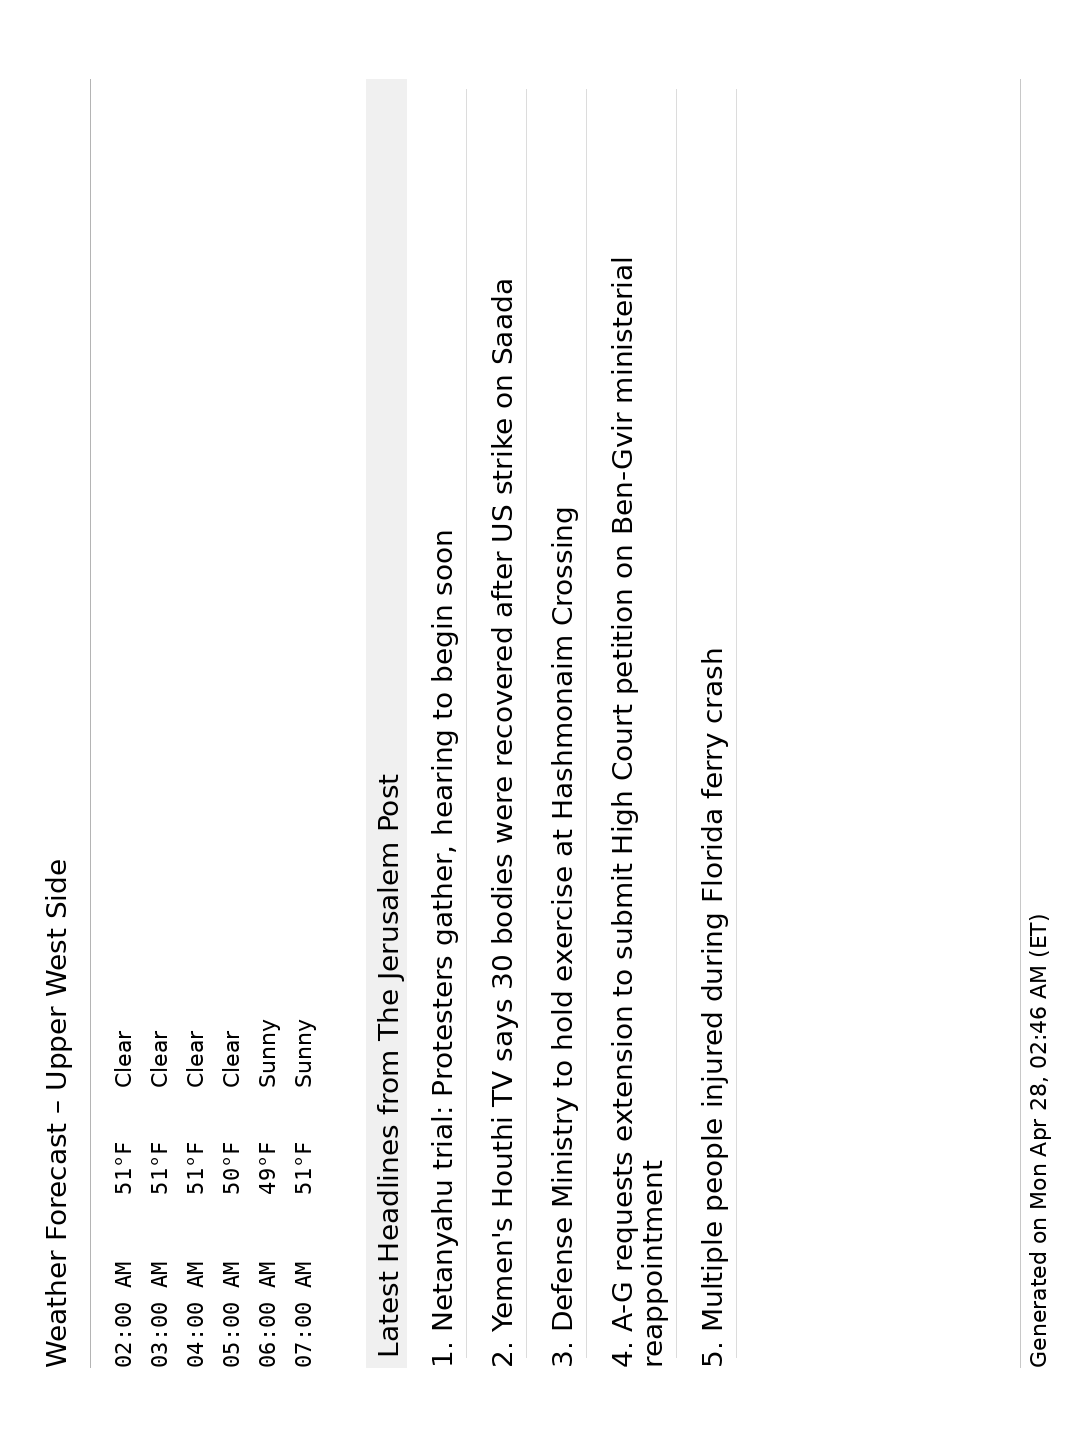 Weather Forecast – Upper West Side
02:00 AM 51°F Clear
03:00 AM 51°F Clear
04:00 AM 51°F Clear
05:00 AM 50°F Clear
06:00 AM 49°F Sunny
07:00 AM 51°F Sunny
Latest Headlines from The Jerusalem Post
1. Netanyahu trial: Protesters gather, hearing to begin soon
2. Yemen's Houthi TV says 30 bodies were recovered after US strike on Saada
3. Defense Ministry to hold exercise at Hashmonaim Crossing
4. A-G requests extension to submit High Court petition on Ben-Gvir ministerial
reappointment
5. Multiple people injured during Florida ferry crash
Generated on Mon Apr 28, 02:46 AM (ET)